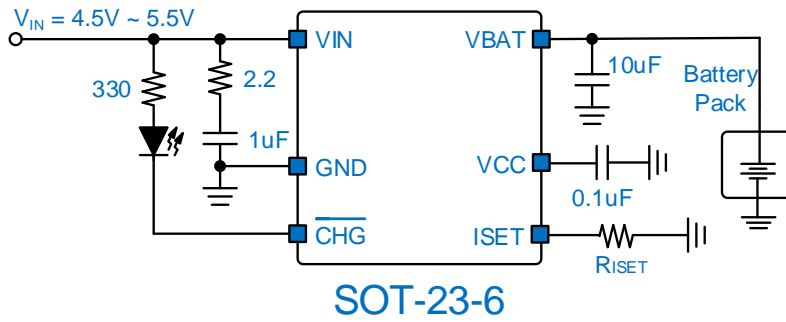 VIN = 4.5V ~ 5.5V
VIN
VBAT
330
2.2
10uF
Battery
Pack
1uF
GND
VCC
0.1uF
CHG
ISET
RISET
SOT-23-6